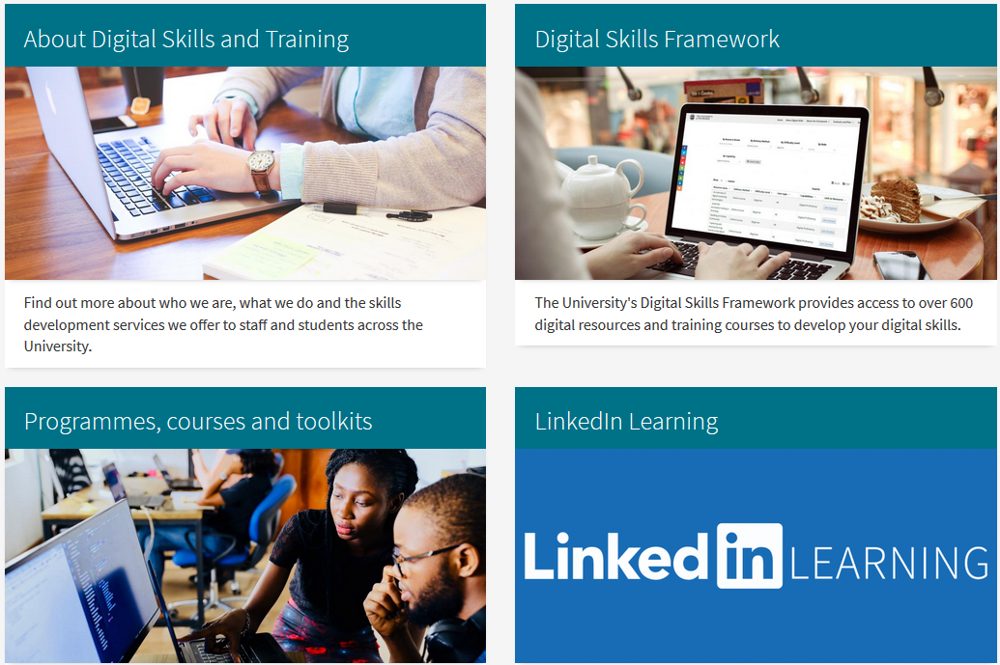 About Digital Skills and Training
Digital Skills Framework
Find out more about who we are, what we do and the skills
development services we offer to staff and students across the
University.
The University's Digital Skills Framework provides access to over 600
digital resources and training courses to develop your digital skills.
Programmes, courses and toolkits
LinkedIn Learning
Linked in LEARNING